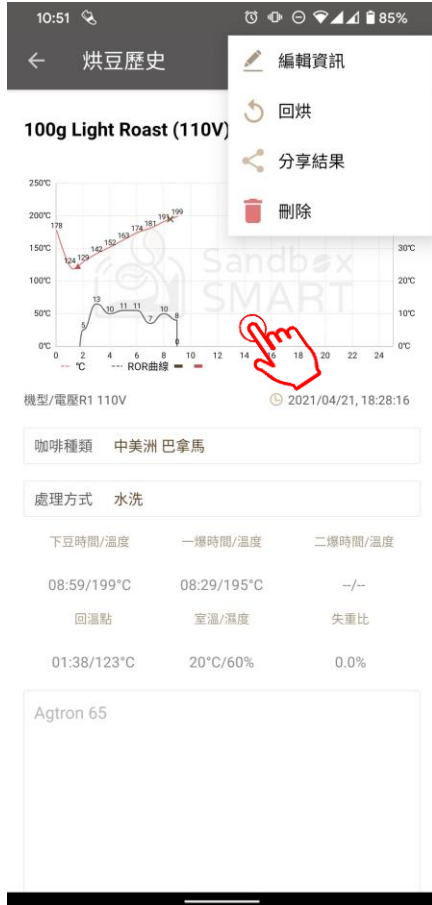 10:51
85%
烘豆歷史
編輯資訊
回烘
分享結果
刪除
100g Light Roast (110V)
250℃
200℃
150℃
100℃
50℃
0℃
30℃
20℃
10℃
0℃
178
124
129
142
152
163
174
181
191
199
5
13
10
11
11
7
10
8
0
Sandbox
SMART
0 2 4 6 8 10 12 14 16 18 20 22 24
-- ℃ --- ROR曲線
機型/電壓R1 110V
2021/04/21, 18:28:16
咖啡種類 中美洲 巴拿馬
處理方式 水洗
下豆時間/溫度 一爆時間/溫度 二爆時間/溫度
08:59/199°C 08:29/195°C --/--
回溫點 室溫/濕度 失重比
01:38/123°C 20°C/60% 0.0%
Agtron 65